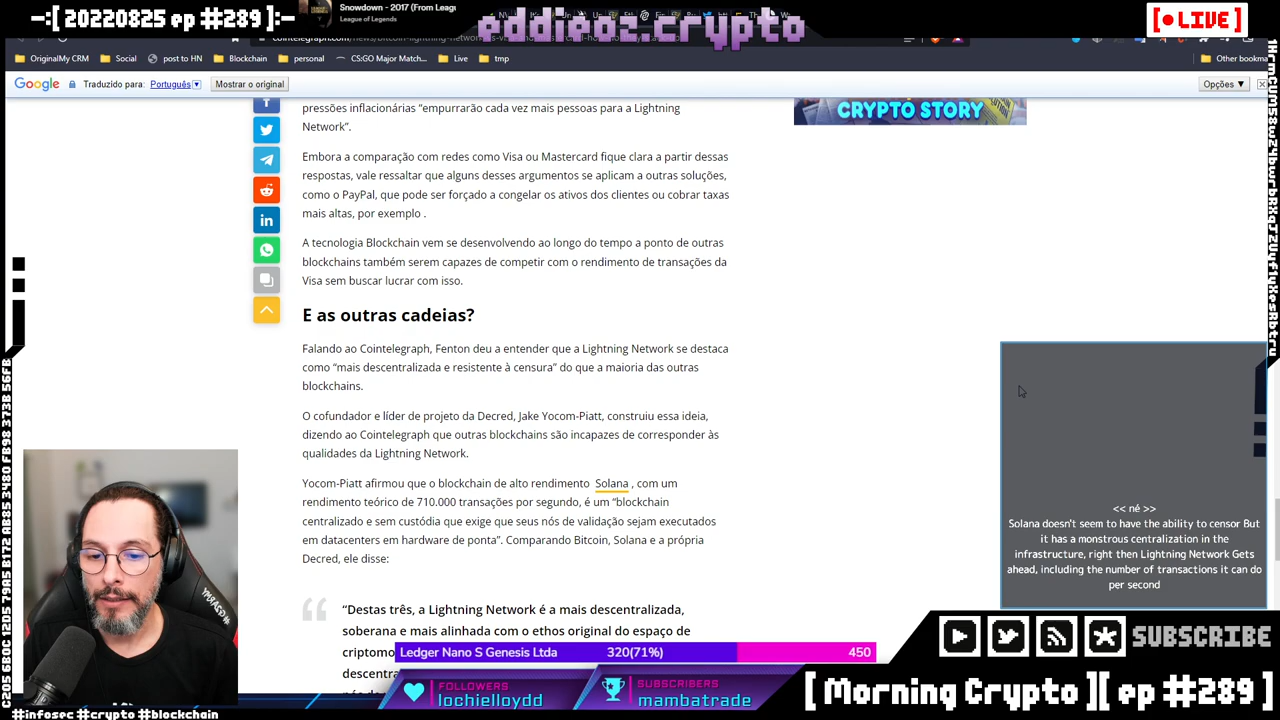 -:[ 20220825 ep #289 ]:-
Snowdown - 2017 (From Leagu
League of Legends
oddie0z crypto
[● LIVE]
OriginalMy CRM
Social
post to HN
Blockchain
personal
CS:GO Major Match...
Live
tmp
Other bookma
Google
Traduzido para: Português
Mostrar o original
Opções ▼
pressões inflacionárias “empurrarão cada vez mais pessoas para a Lightning
Network”.
CRYPTO STORY
Embora a comparação com redes como Visa ou Mastercard fique clara a partir dessas
respostas, vale ressaltar que alguns desses argumentos se aplicam a outras soluções,
como o PayPal, que pode ser forçado a congelar os ativos dos clientes ou cobrar taxas
mais altas, por exemplo .
A tecnologia Blockchain vem se desenvolvendo ao longo do tempo a ponto de outras
blockchains também serem capazes de competir com o rendimento de transações da
Visa sem buscar lucrar com isso.
E as outras cadeias?
Falando ao Cointelegraph, Fenton deu a entender que a Lightning Network se destaca
como “mais descentralizada e resistente à censura” do que a maioria das outras
blockchains.
O cofundador e líder de projeto da Decred, Jake Yocom-Piatt, construiu essa ideia,
dizendo ao Cointelegraph que outras blockchains são incapazes de corresponder às
qualidades da Lightning Network.
Yocom-Piatt afirmou que o blockchain de alto rendimento Solana , com um
rendimento teórico de 710.000 transações por segundo, é um “blockchain
centralizado e sem custódia que exige que seus nós de validação sejam executados
em datacenters em hardware de ponta”. Comparando Bitcoin, Solana e a própria
Decred, ele disse:
“Destas três, a Lightning Network é a mais descentralizada,
soberana e mais alinhada com o ethos original do espaço de
criptomo
descentra
<< né >>
Solana doesn't seem to have the ability to censor But
it has a monstrous centralization in the
infrastructure, right then Lightning Network Gets
ahead, including the number of transactions it can do
per second
Ledger Nano S Genesis Ltda
320(71%)
450
FOLLOWERS
lochielloydd
SUBSCRIBERS
mambatrade
SUBSCRIBE
[ Morning Crypto ][ ep #289 ]
#infosec #crypto #blockchain